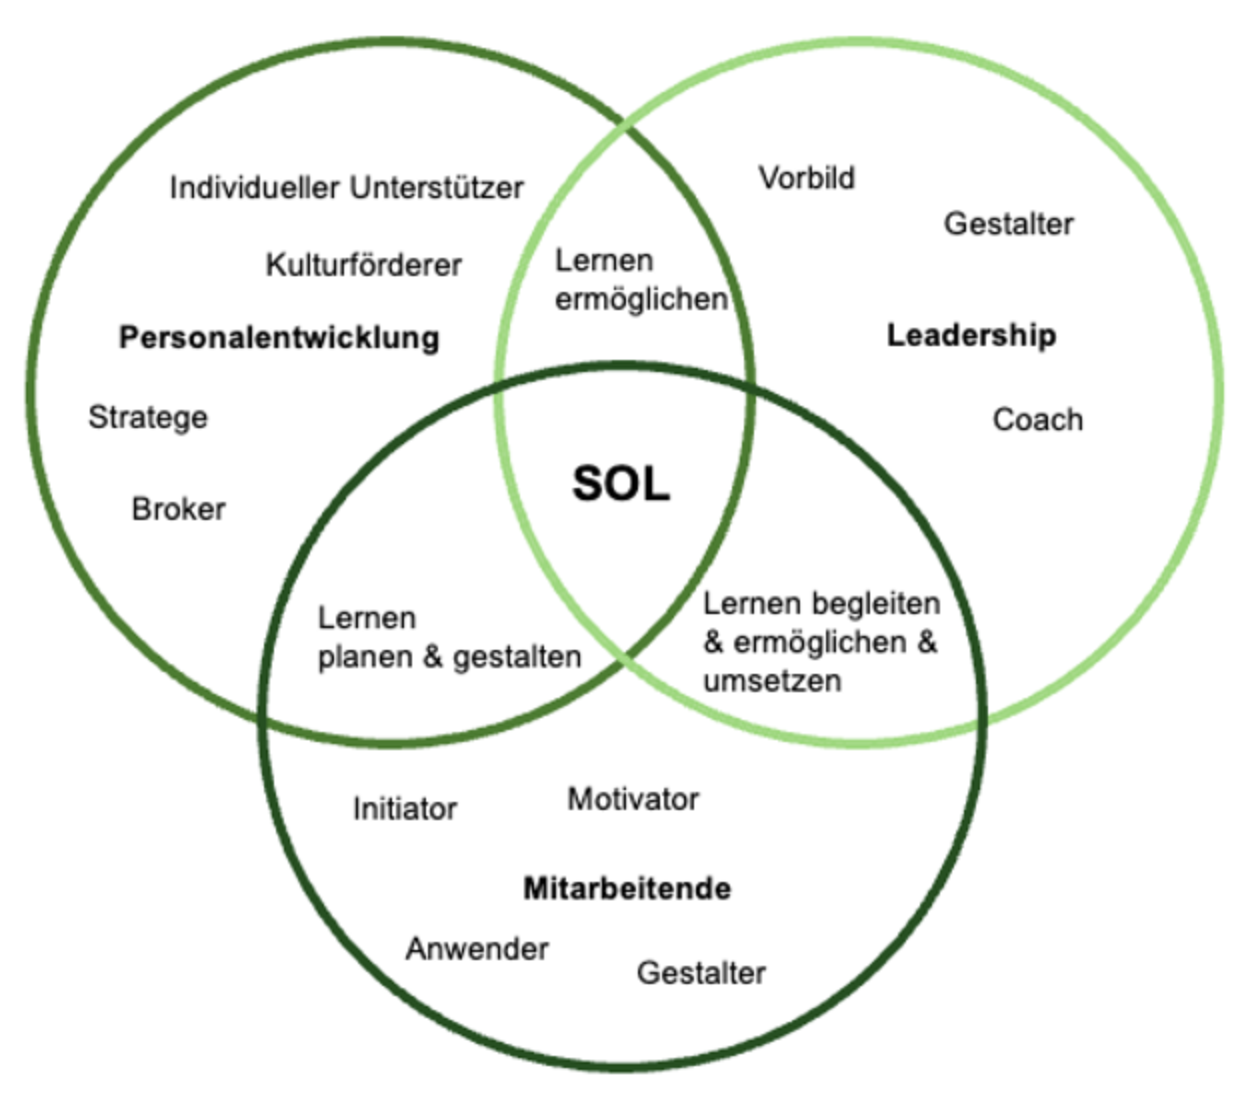 Individueller Unterstützer
Kulturförderer
Personalentwicklung
Stratege
Broker
Lernen
ermöglichen
Vorbild
Gestalter
Leadership
Coach
SOL
Lernen
planen & gestalten
Lernen begleiten
& ermöglichen &
umsetzen
Initiator
Motivator
Mitarbeitende
Anwender
Gestalter